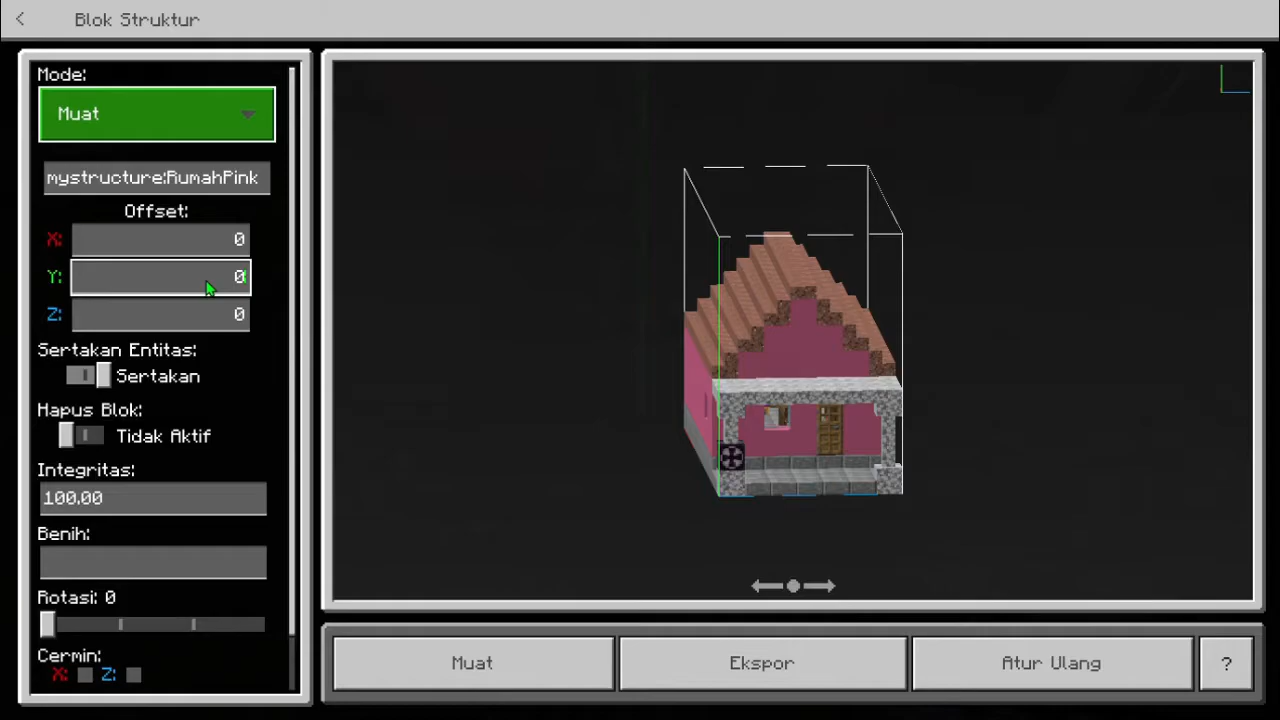 Blok Struktur
Mode:
Muat
mystructure:RumahPink
Offset:
X: 0
Y: 0
Z: 0
Sertakan Entitas:
Sertakan
Hapus Blok:
Tidak Aktif
Integritas:
100.00
Benih:
Rotasi: 0
Cermin:
X: Z:
Muat
Ekspor
Atur Ulang
?